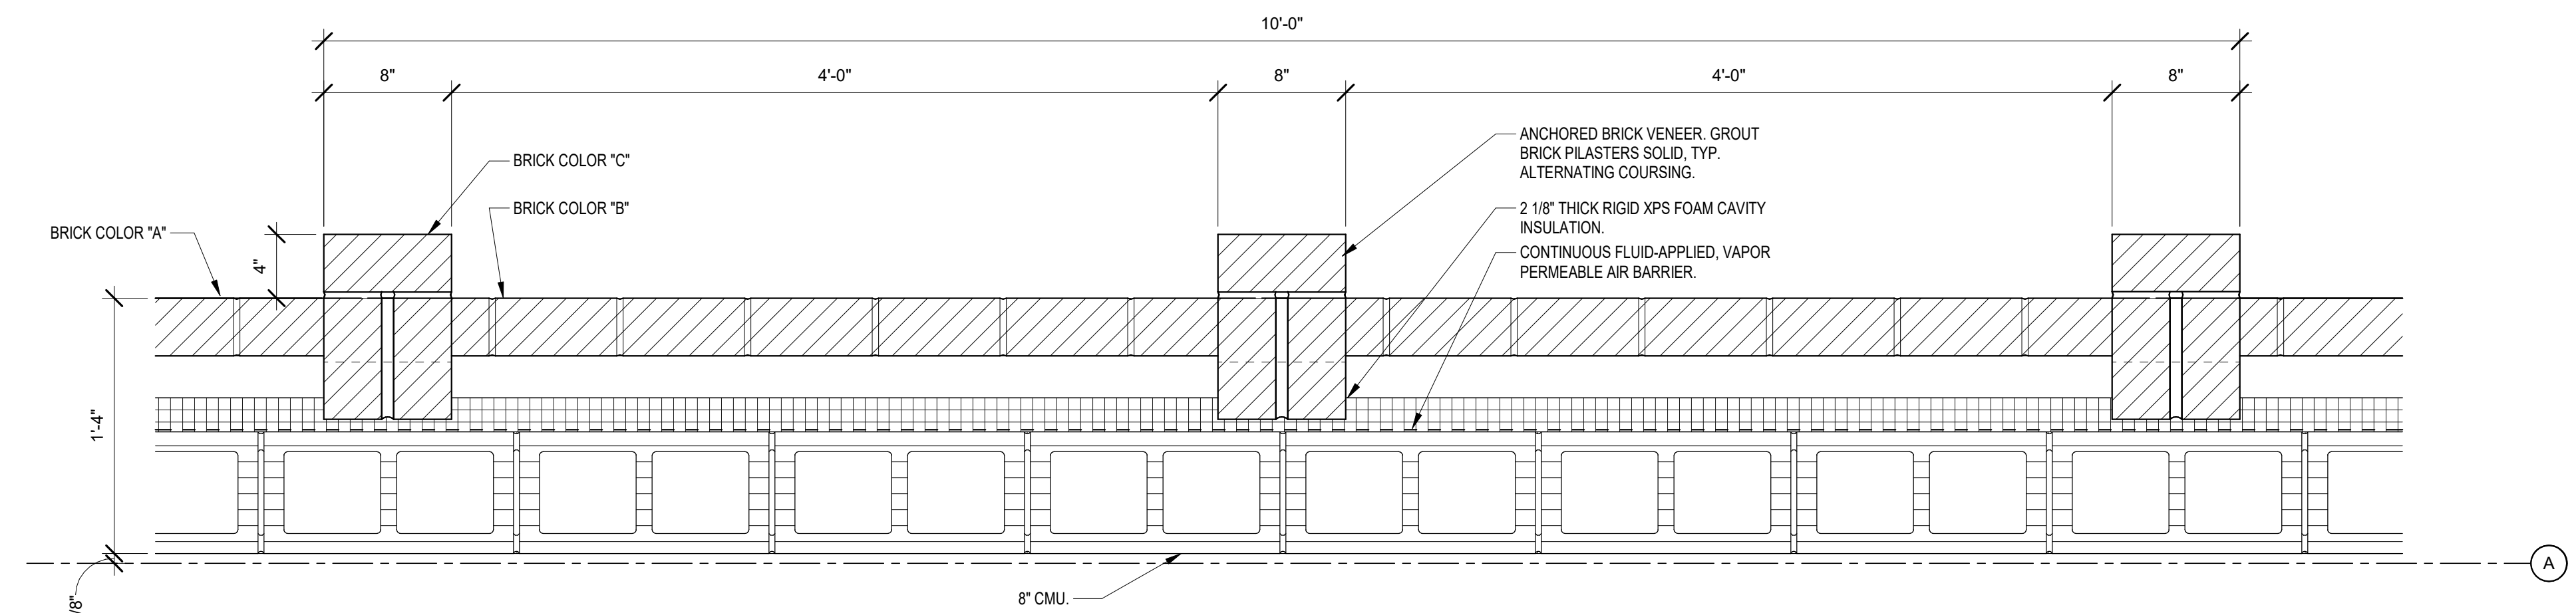 10'-0"
8"
4'-0"
8"
4'-0"
8"
ANCHORED BRICK VENEER. GROUT
BRICK PILASTERS SOLID, TYP.
ALTERNATING COURSING.
BRICK COLOR "C"
BRICK COLOR "B"
2 1/8" THICK RIGID XPS FOAM CAVITY
INSULATION.
BRICK COLOR "A"
CONTINUOUS FLUID-APPLIED, VAPOR
PERMEABLE AIR BARRIER.
4"
1'-4"
A
8" CMU.